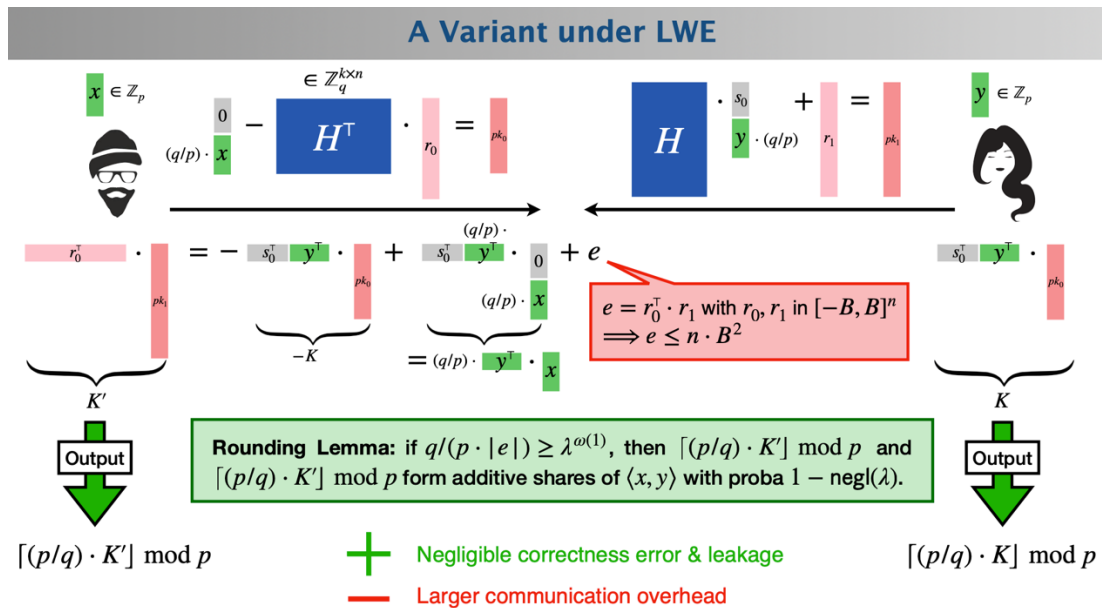 A Variant under LWE
x ∈ ℤ_p
0
(q/p) · x
−
∈ ℤ_q^{k×n}
H^⊤
·
r_0
=
pk_0
H
·
s_0
y · (q/p)
+
r_1
=
pk_1
y ∈ ℤ_p
r_0^⊤ · pk_1 = − s_0^⊤ y^⊤ · pk_0 + (q/p) · s_0^⊤ y^⊤ · 0 + e
(q/p) · x
s_0^⊤ y^⊤ · pk_0
e = r_0^⊤ · r_1 with r_0, r_1 in [−B, B]^n
⟹ e ≤ n · B^2
−K
= (q/p) · y^⊤ · x
K′
K
Rounding Lemma: if q/(p · |e|) ≥ λ^{ω(1)}, then ⌈(p/q) · K′⌋ mod p and
⌈(p/q) · K′⌋ mod p form additive shares of ⟨x, y⟩ with proba 1 − negl(λ).
Output
Output
⌈(p/q) · K′⌋ mod p
⌈(p/q) · K⌋ mod p
+ Negligible correctness error & leakage
− Larger communication overhead